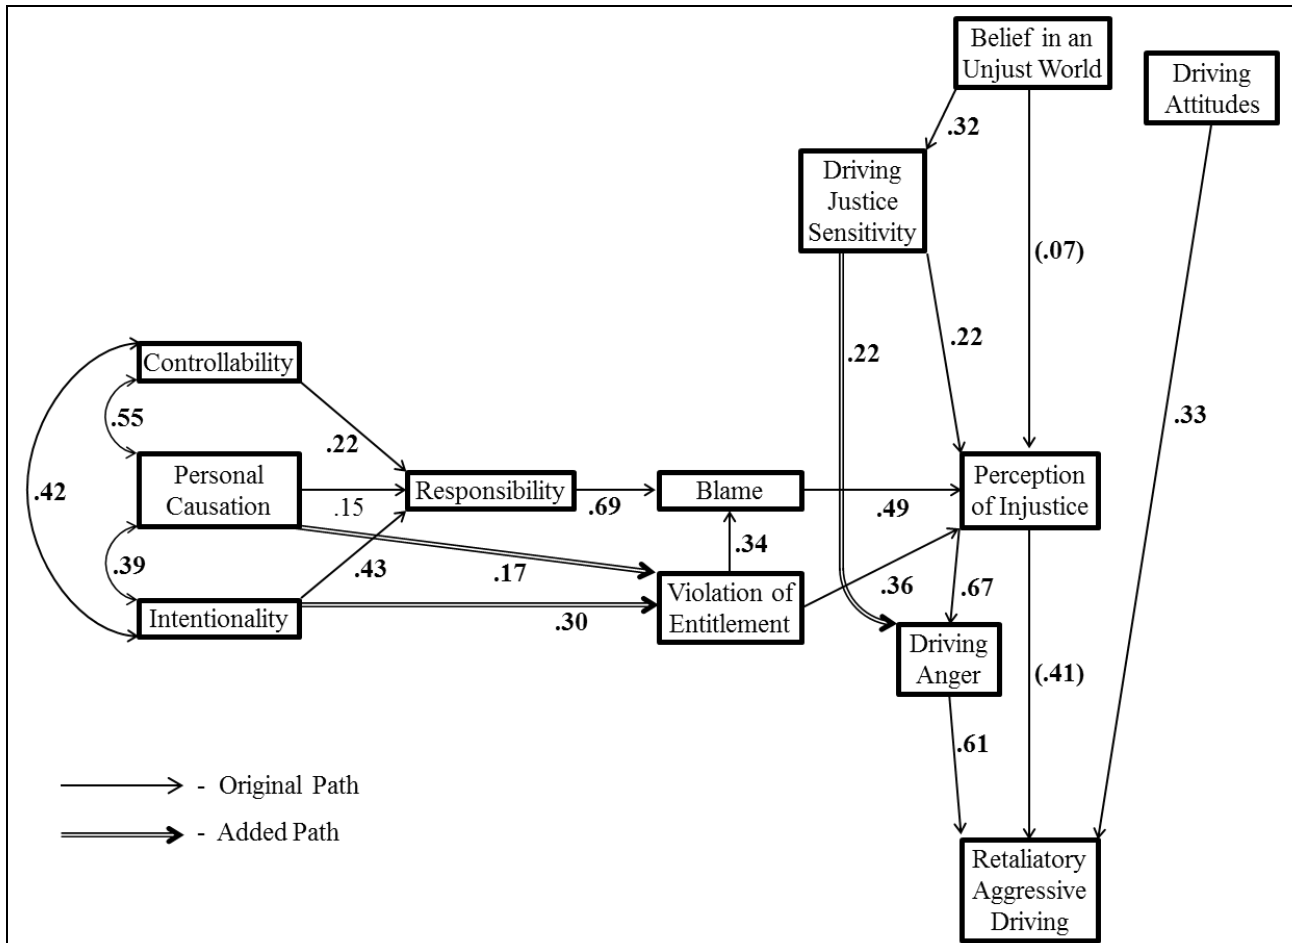 Belief in an
Unjust World
Driving
Attitudes
.32
Driving
Justice
Sensitivity
(.07)
.22
.22
Controllability
.55
.22
.33
.42
Personal
Causation
.15
Responsibility
.69
Blame
.49
Perception
of Injustice
.39
.43
.17
.34
.36
.67
Intentionality
.30
Violation of
Entitlement
Driving
Anger
(.41)
.61
- Original Path
- Added Path
Retaliatory
Aggressive
Driving